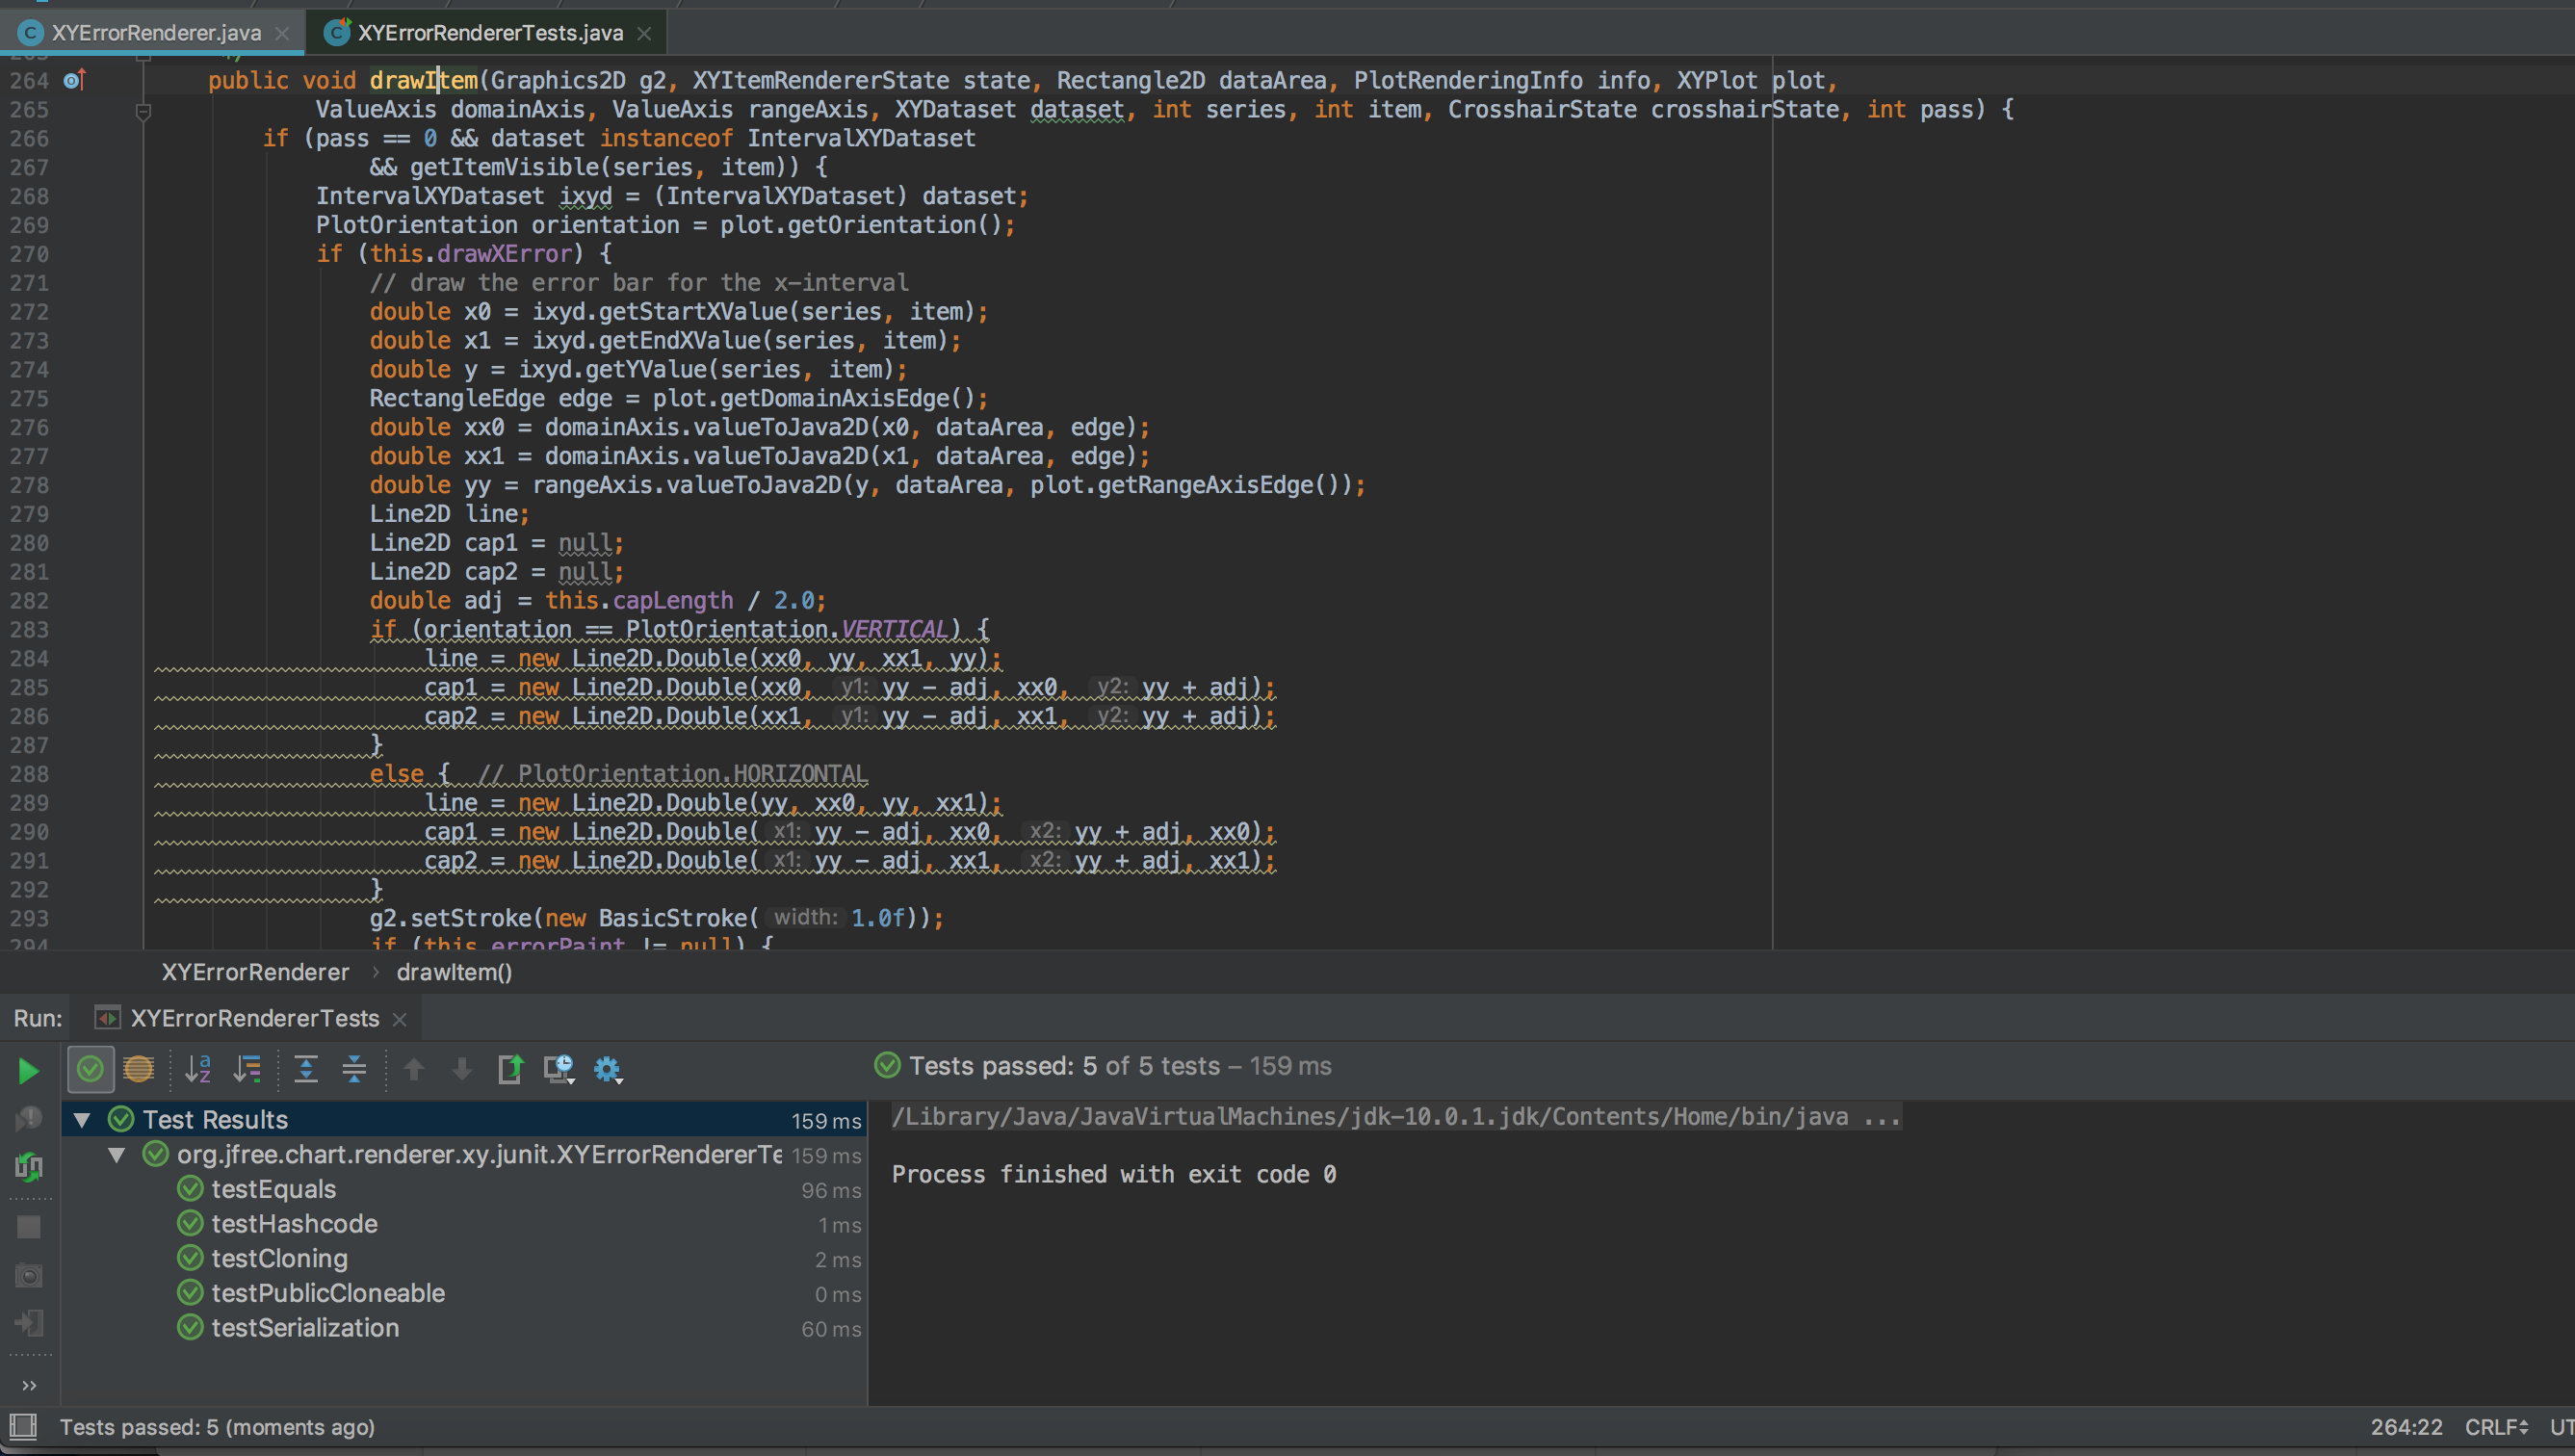 XYErrorRenderer.java
XYErrorRendererTests.java
264 public void drawItem(Graphics2D g2, XYItemRendererState state, Rectangle2D dataArea, PlotRenderingInfo info, XYPlot plot,
265 ValueAxis domainAxis, ValueAxis rangeAxis, XYDataset dataset, int series, int item, CrosshairState crosshairState, int pass) {
266 if (pass == 0 && dataset instanceof IntervalXYDataset
267 && getItemVisible(series, item)) {
268 IntervalXYDataset ixyd = (IntervalXYDataset) dataset;
269 PlotOrientation orientation = plot.getOrientation();
270 if (this.drawXError) {
271 // draw the error bar for the x-interval
272 double x0 = ixyd.getStartXValue(series, item);
273 double x1 = ixyd.getEndXValue(series, item);
274 double y = ixyd.getYValue(series, item);
275 RectangleEdge edge = plot.getDomainAxisEdge();
276 double xx0 = domainAxis.valueToJava2D(x0, dataArea, edge);
277 double xx1 = domainAxis.valueToJava2D(x1, dataArea, edge);
278 double yy = rangeAxis.valueToJava2D(y, dataArea, plot.getRangeAxisEdge());
279 Line2D line;
280 Line2D cap1 = null;
281 Line2D cap2 = null;
282 double adj = this.capLength / 2.0;
283 if (orientation == PlotOrientation.VERTICAL) {
284 line = new Line2D.Double(xx0, yy, xx1, yy);
285 cap1 = new Line2D.Double(xx0, y1: yy - adj, xx0, y2: yy + adj);
286 cap2 = new Line2D.Double(xx1, y1: yy - adj, xx1, y2: yy + adj);
287 }
288 else { // PlotOrientation.HORIZONTAL
289 line = new Line2D.Double(yy, xx0, yy, xx1);
290 cap1 = new Line2D.Double( x1: yy - adj, xx0, x2: yy + adj, xx0);
291 cap2 = new Line2D.Double( x1: yy - adj, xx1, x2: yy + adj, xx1);
292 }
293 g2.setStroke(new BasicStroke( width: 1.0f));
294 if (this.errorPaint != null) {
XYErrorRenderer › drawItem()
Run: XYErrorRendererTests
Tests passed: 5 of 5 tests – 159 ms
Test Results 159 ms
org.jfree.chart.renderer.xy.junit.XYErrorRendererTe 159 ms
testEquals 96 ms
testHashcode 1 ms
testCloning 2 ms
testPublicCloneable 0 ms
testSerialization 60 ms
/Library/Java/JavaVirtualMachines/jdk-10.0.1.jdk/Contents/Home/bin/java ...
Process finished with exit code 0
Tests passed: 5 (moments ago)
264:22 CRLF UT